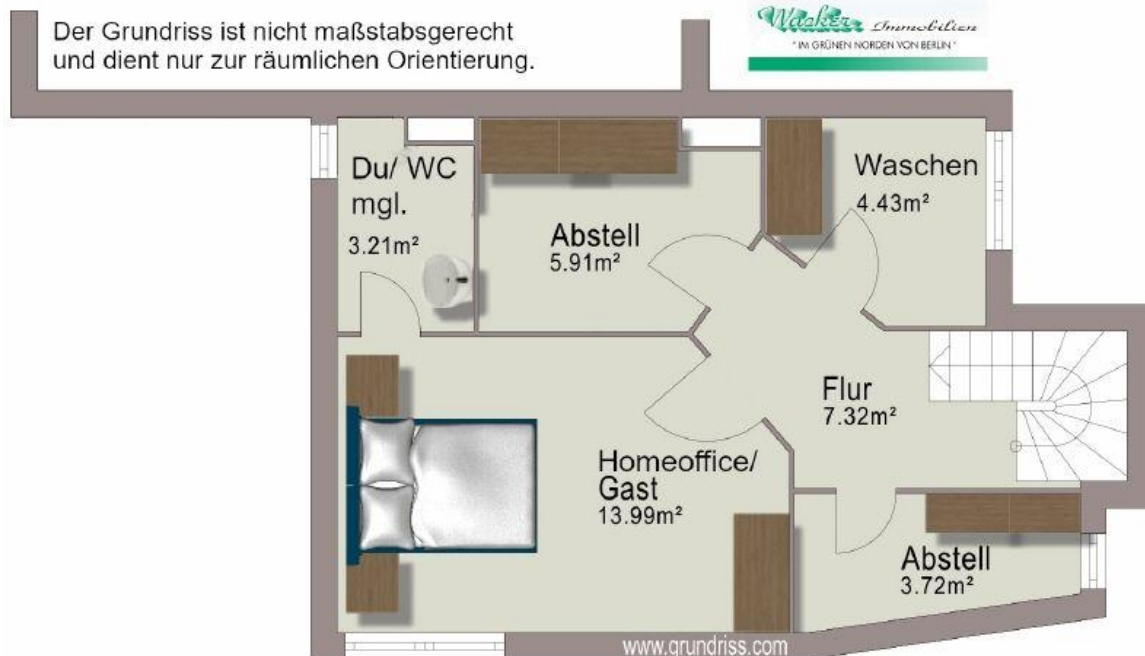 Der Grundriss ist nicht maßstabsgerecht
und dient nur zur räumlichen Orientierung.
Wacker Immobilien
"IM GRÜNEN NORDEN VON BERLIN"
Du/ WC
mgl.
3.21m²
Abstell
5.91m²
Waschen
4.43m²
Flur
7.32m²
Homeoffice/
Gast
13.99m²
Abstell
3.72m²
www.grundriss.com